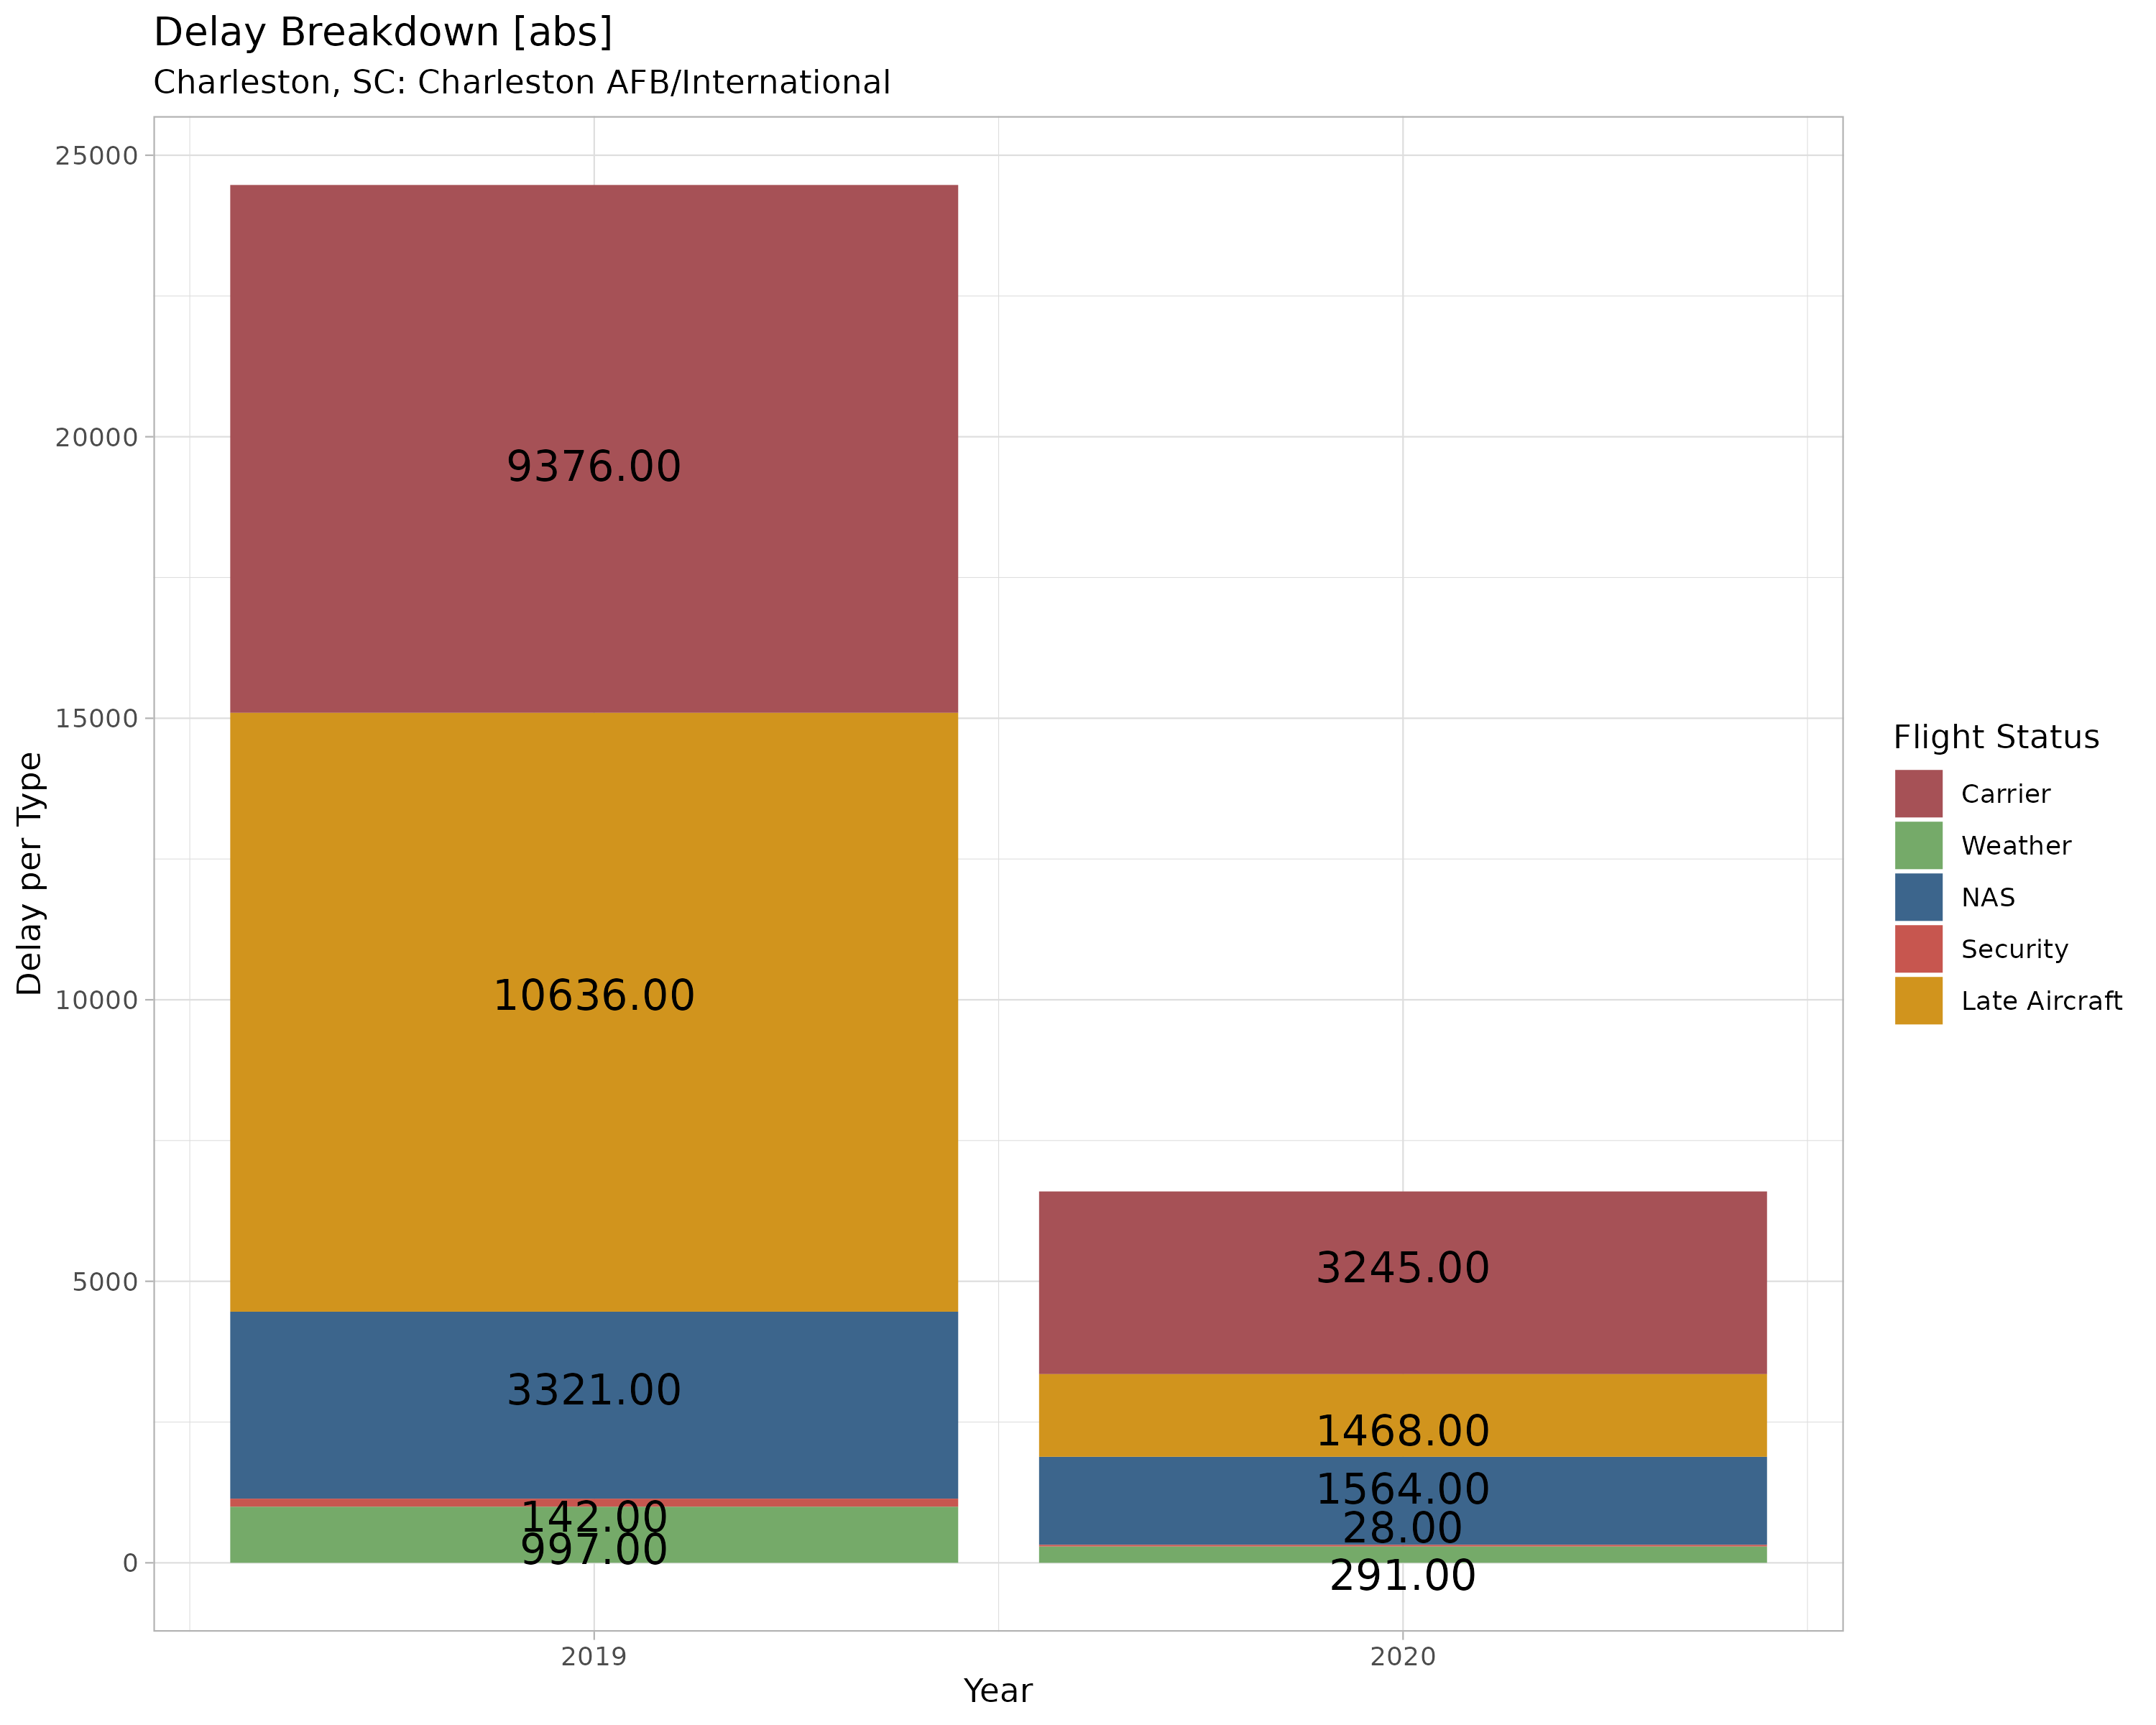 Delay Breakdown [abs]
Charleston, SC: Charleston AFB/International
25000
20000
15000
10000
5000
0
Delay per Type
9376.00
10636.00
3321.00
142.00
997.00
3245.00
1468.00
1564.00
28.00
291.00
2019
2020
Year
Flight Status
Carrier
Weather
NAS
Security
Late Aircraft